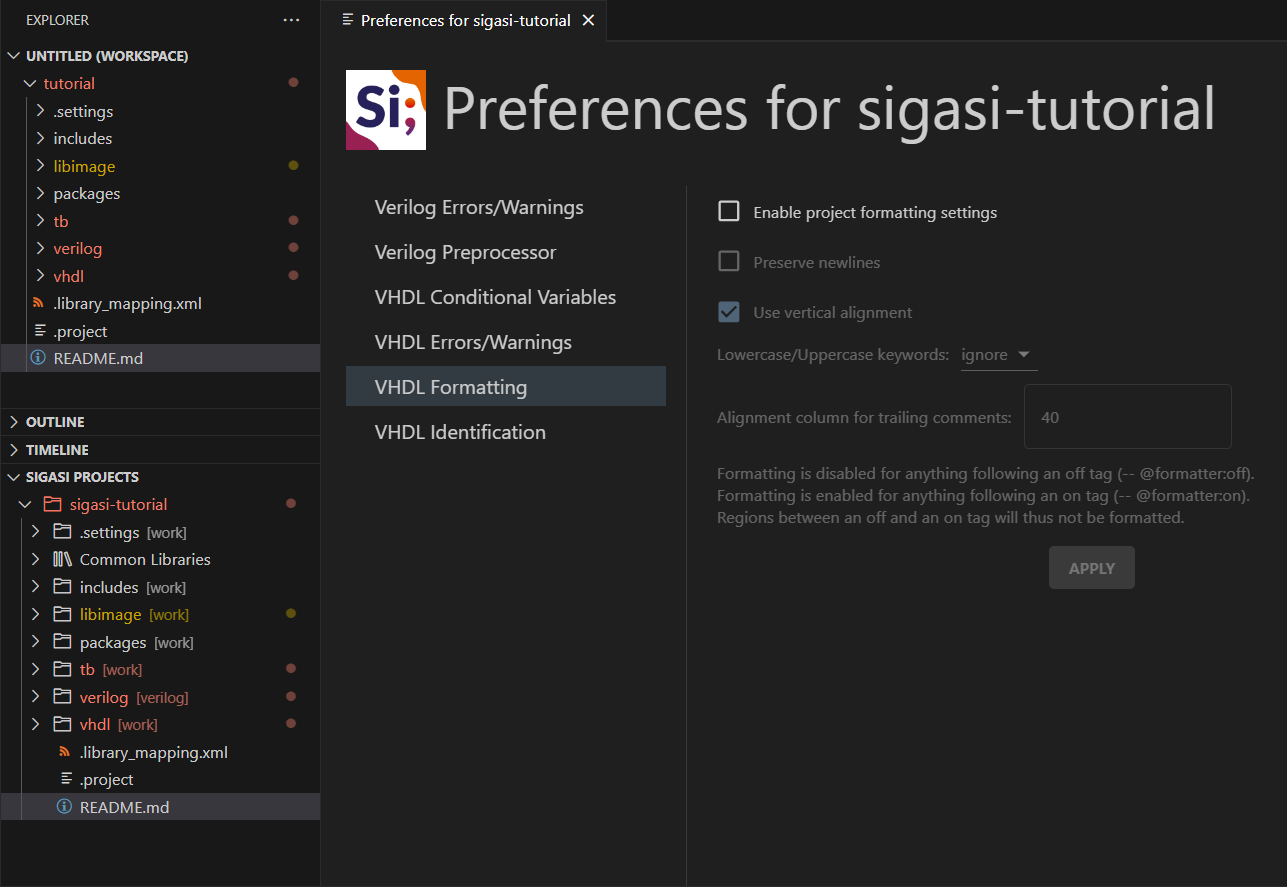 EXPLORER
UNTITLED (WORKSPACE)
tutorial
.settings
includes
libimage
packages
tb
verilog
vhdl
.library_mapping.xml
.project
README.md
OUTLINE
TIMELINE
SIGASI PROJECTS
sigasi-tutorial
.settings [work]
Common Libraries
includes [work]
libimage [work]
packages [work]
tb [work]
verilog [verilog]
vhdl [work]
.library_mapping.xml
.project
README.md
Preferences for sigasi-tutorial
Si;
Preferences for sigasi-tutorial
Verilog Errors/Warnings
Verilog Preprocessor
VHDL Conditional Variables
VHDL Errors/Warnings
VHDL Formatting
VHDL Identification
Enable project formatting settings
Preserve newlines
Use vertical alignment
Lowercase/Uppercase keywords: ignore
Alignment column for trailing comments: 40
Formatting is disabled for anything following an off tag (-- @formatter:off).
Formatting is enabled for anything following an on tag (-- @formatter:on).
Regions between an off and an on tag will thus not be formatted.
APPLY